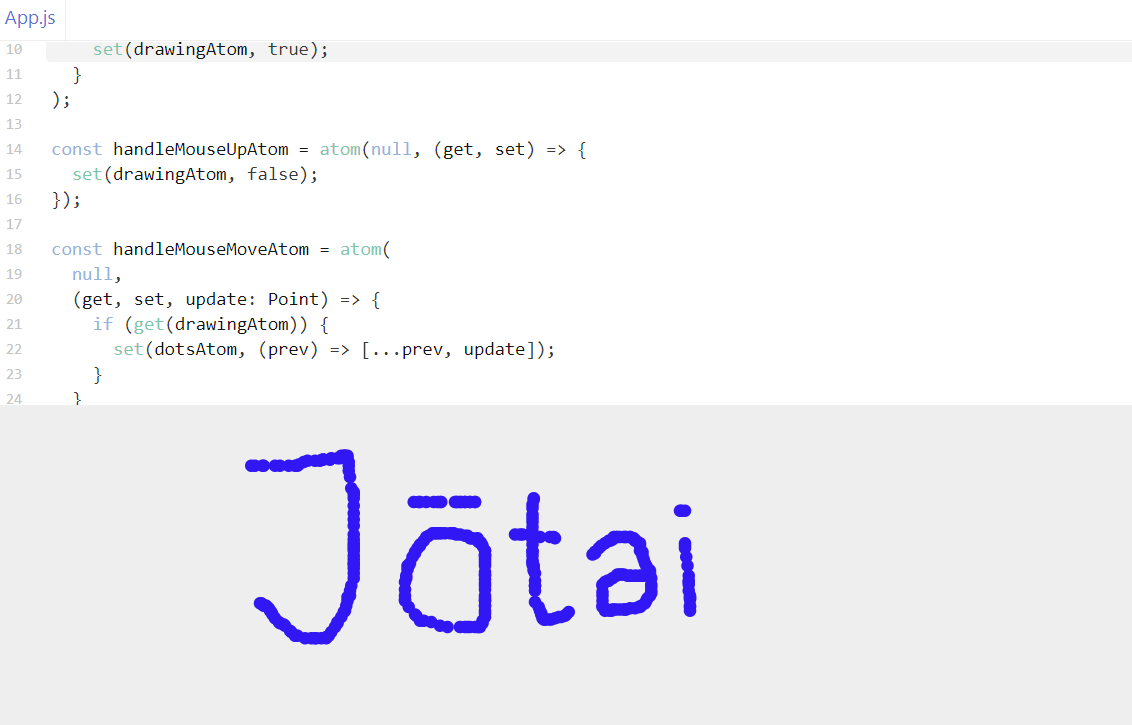 App.js
10 set(drawingAtom, true);
11 }
12 );
13
14 const handleMouseUpAtom = atom(null, (get, set) => {
15 set(drawingAtom, false);
16 });
17
18 const handleMouseMoveAtom = atom(
19 null,
20 (get, set, update: Point) => {
21 if (get(drawingAtom)) {
22 set(dotsAtom, (prev) => [...prev, update]);
23 }
24 }
Jōtai